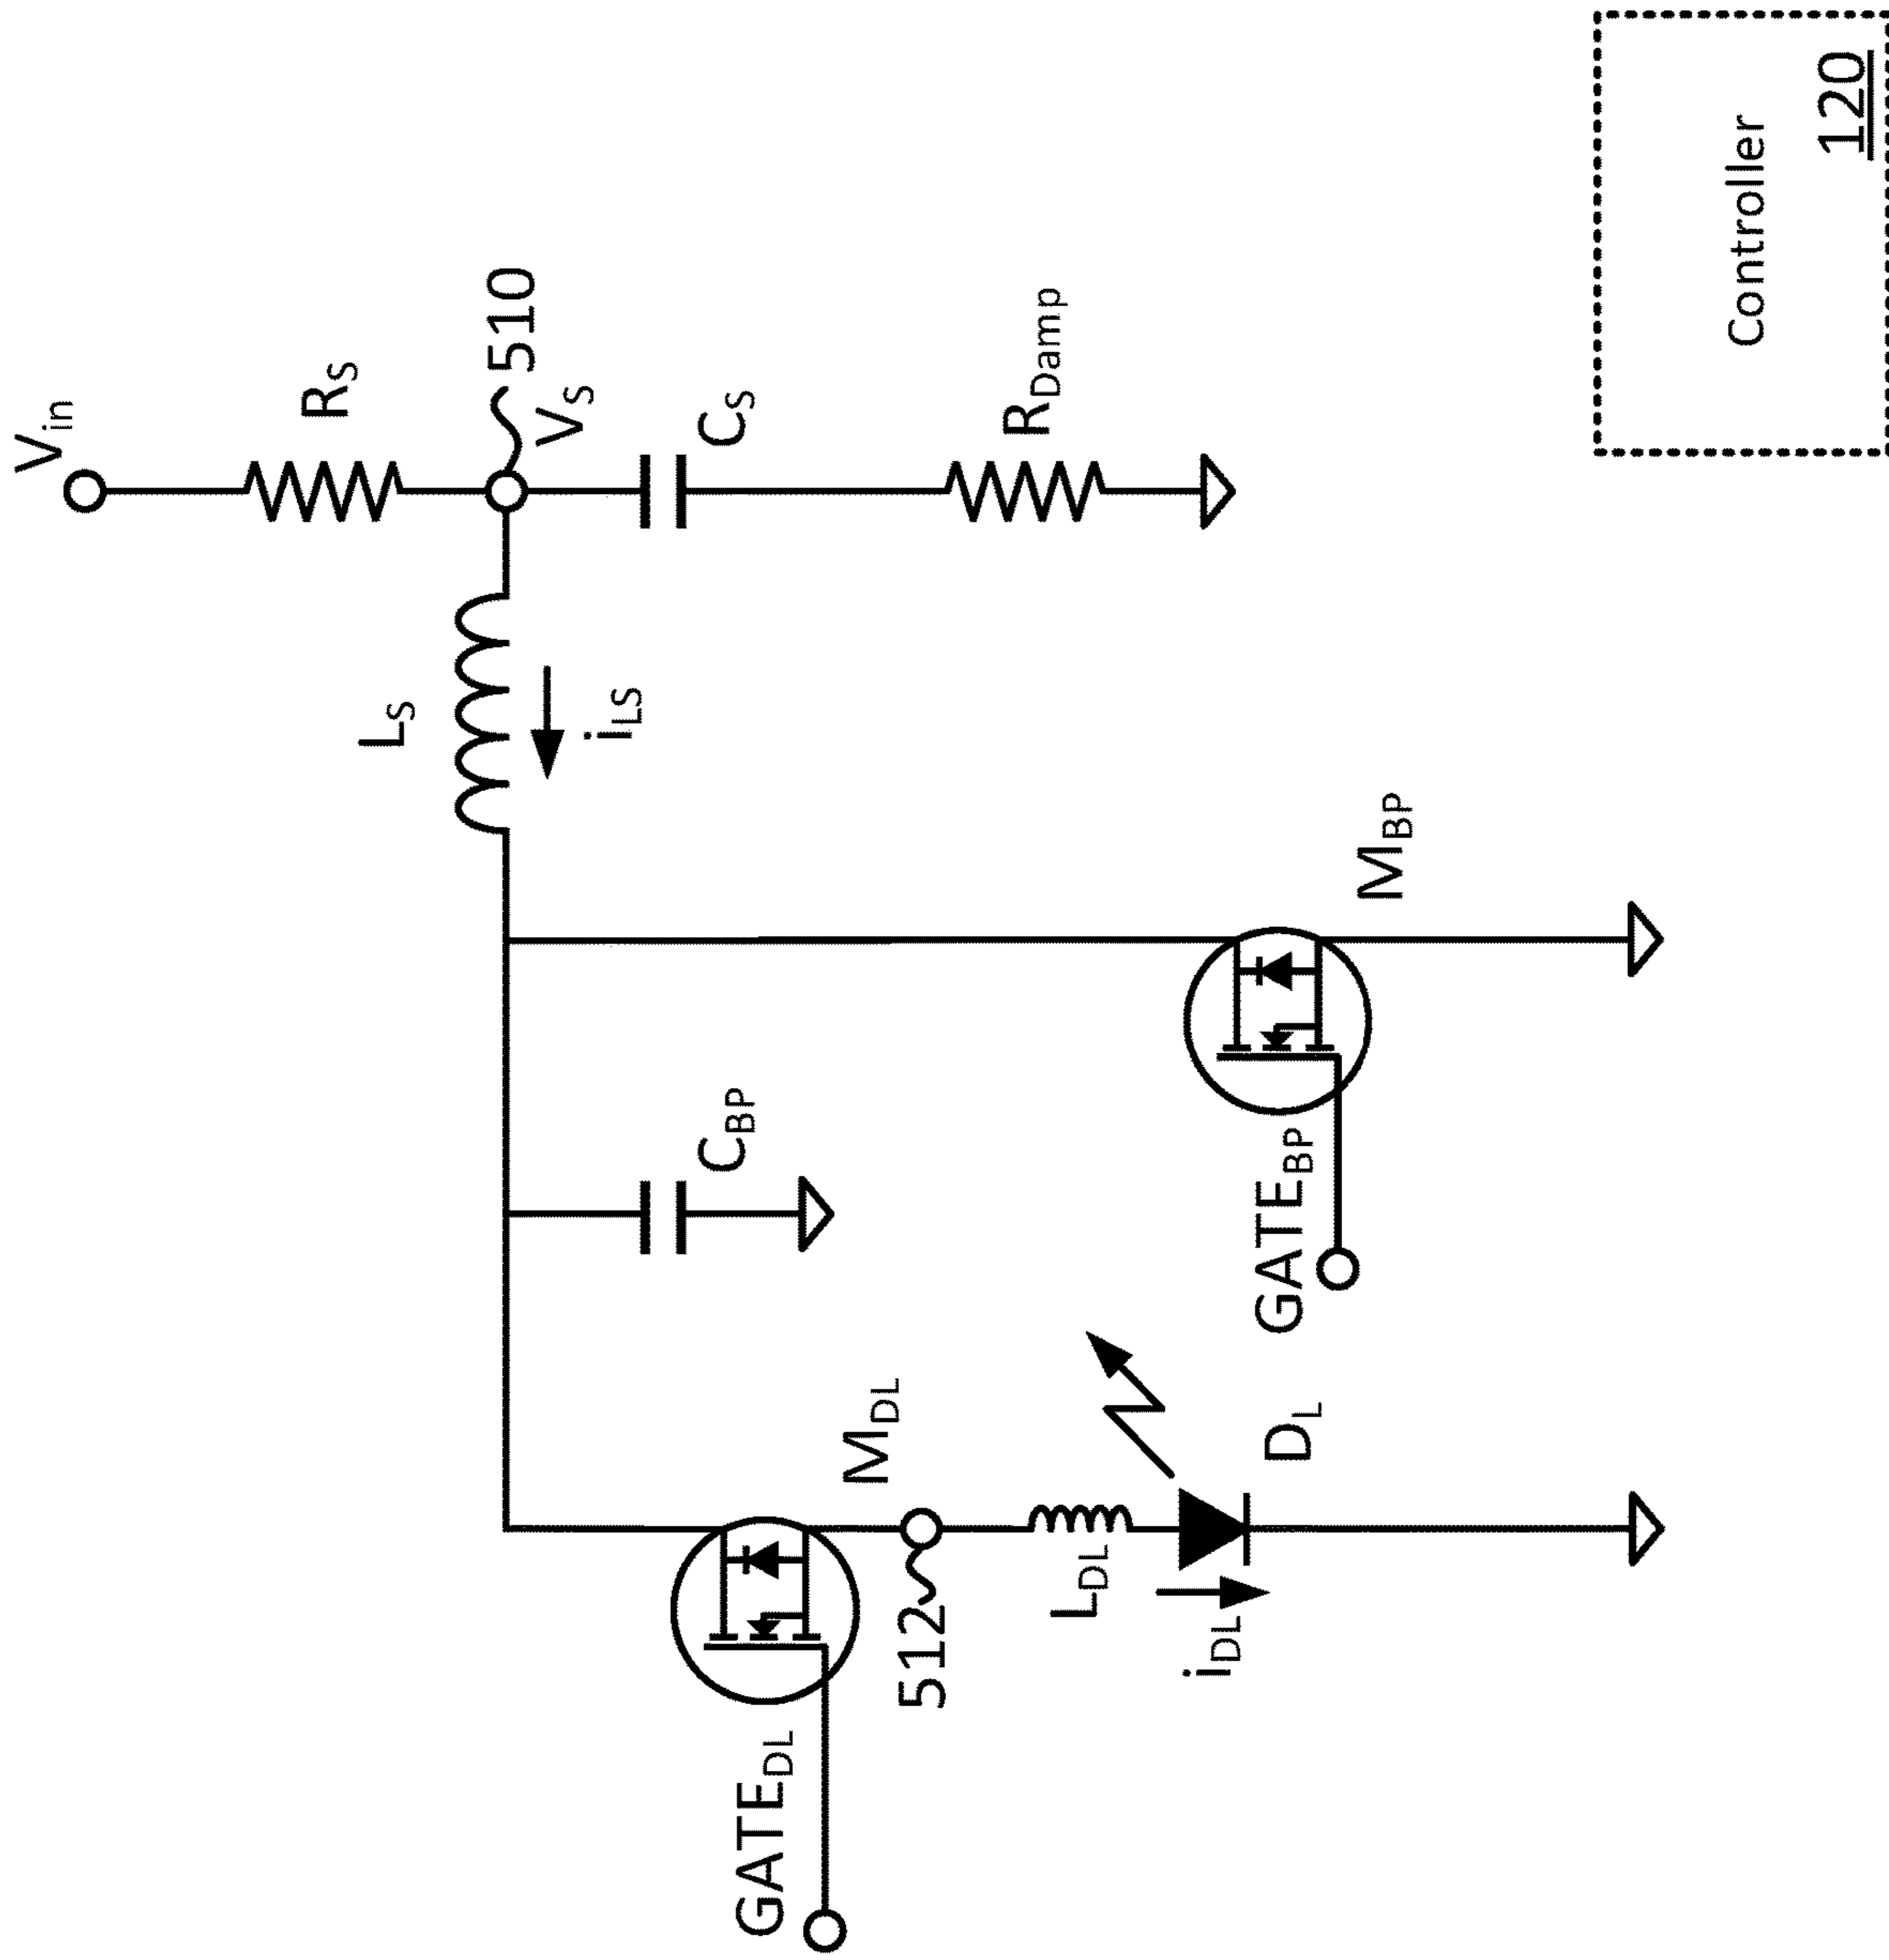 V_in
R_S
510
V_S
L_S
i_LS
C_S
R_Damp
C_BP
M_BP
GATE_BP
M_DL
GATE_DL
512
L_DL
i_DL
D_L
Controller
120